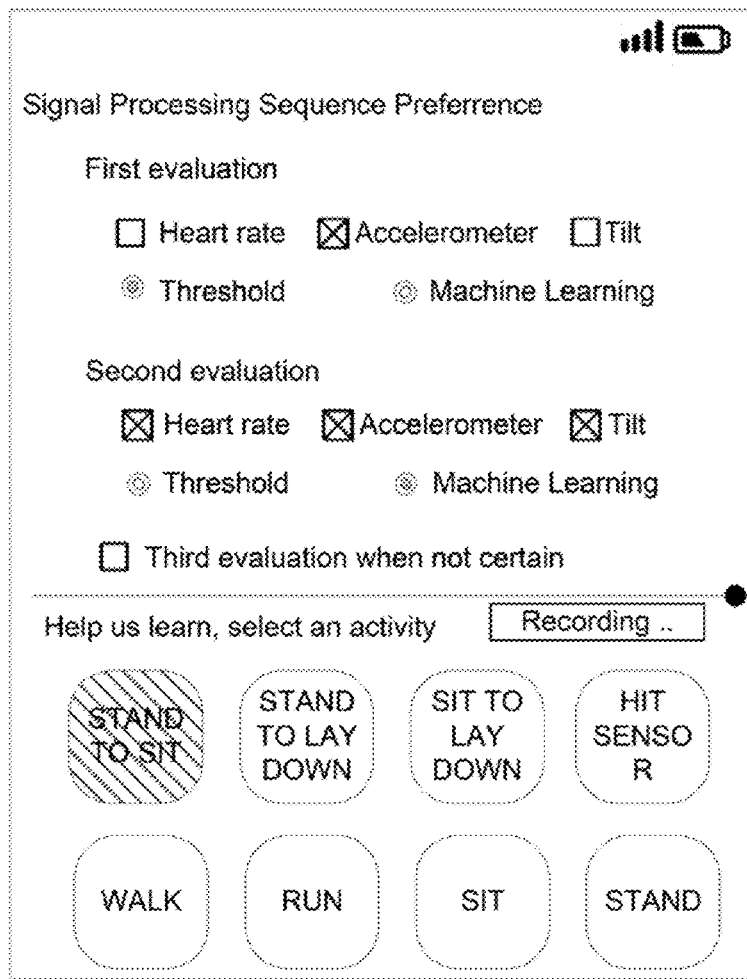 Signal Processing Sequence Preferrence
First evaluation
Heart rate Accelerometer Tilt
Threshold Machine Learning
Second evaluation
Heart rate Accelerometer Tilt
Threshold Machine Learning
Third evaluation when not certain
Help us learn, select an activity Recording ..
STAND
TO SIT
STAND
TO LAY
DOWN
SIT TO
LAY
DOWN
HIT
SENSO
R
WALK
RUN
SIT
STAND